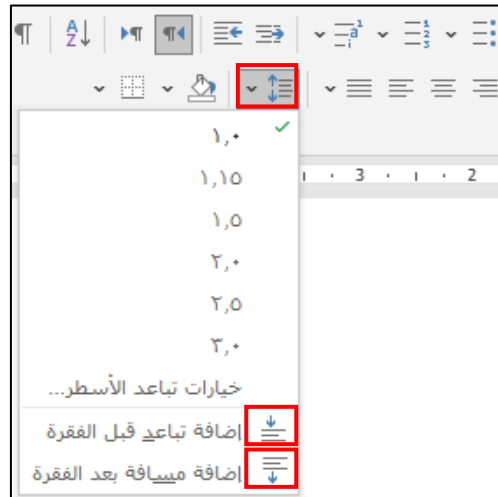 ١,٠
١,١٥
١,٥
٢,٠
٢,٥
٣,٠
خيارات تباعد الأسطر...
إضافة تباعد قبل الفقرة
إضافة مسافة بعد الفقرة
3 2